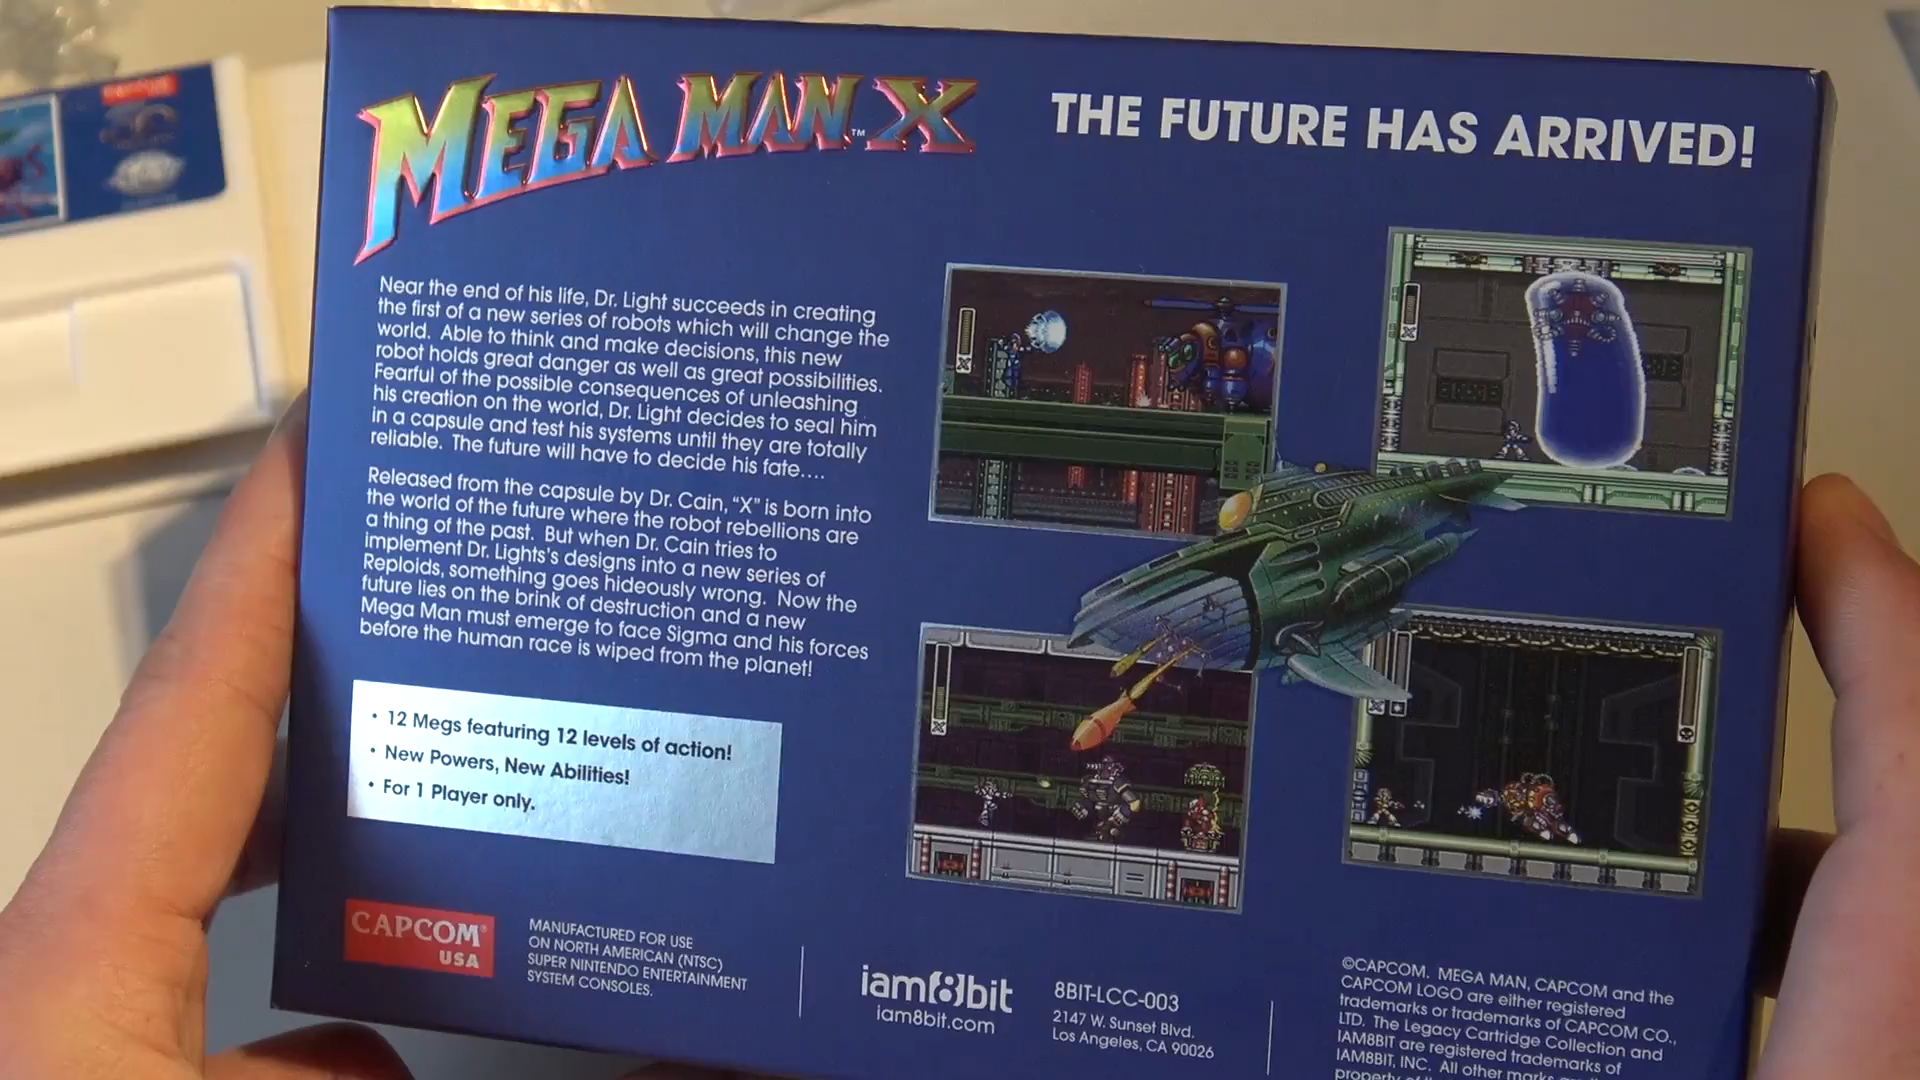 MEGA MAN X
™
THE FUTURE HAS ARRIVED!
Near the end of his life, Dr. Light succeeds in creating
the first of a new series of robots which will change the
world. Able to think and make decisions, this new
robot holds great danger as well as great possibilities.
Fearful of the possible consequences of unleashing
his creation on the world, Dr. Light decides to seal him
in a capsule and test his systems until they are totally
reliable. The future will have to decide his fate....
Released from the capsule by Dr. Cain, “X” is born into
the world of the future where the robot rebellions are
a thing of the past. But when Dr. Cain tries to
implement Dr. Lights's designs into a new series of
Reploids, something goes hideously wrong. Now the
future lies on the brink of destruction and a new
Mega Man must emerge to face Sigma and his forces
before the human race is wiped from the planet!
• 12 Megs featuring 12 levels of action!
• New Powers, New Abilities!
• For 1 Player only.
CAPCOM®
USA
MANUFACTURED FOR USE
ON NORTH AMERICAN (NTSC)
SUPER NINTENDO ENTERTAINMENT
SYSTEM CONSOLES.
iam8bit
iam8bit.com
8BIT-LCC-003
2147 W. Sunset Blvd.
Los Angeles, CA 90026
©CAPCOM. MEGA MAN, CAPCOM and the
CAPCOM LOGO are either registered
trademarks or trademarks of CAPCOM CO.,
LTD. The Legacy Cartridge Collection and
IAM8BIT are registered trademarks of
IAM8BIT, INC. All other marks
property of